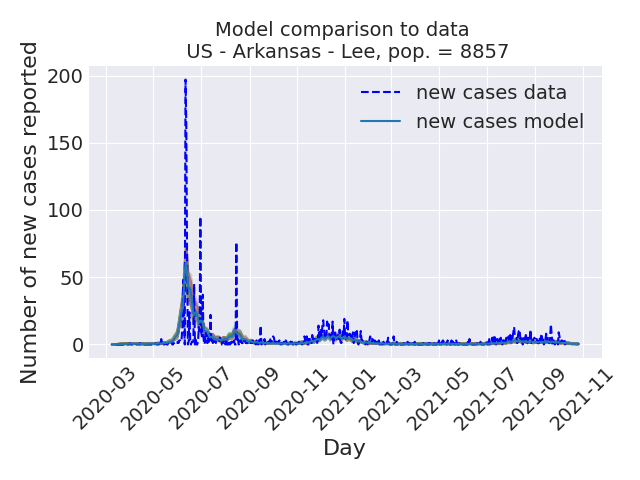 Model comparison to data
US - Arkansas - Lee, pop. = 8857
Number of new cases reported
200
150
100
50
0
new cases data
new cases model
2020-03
2020-05
2020-07
2020-09
2020-11
2021-01
2021-03
2021-05
2021-07
2021-09
2021-11
Day